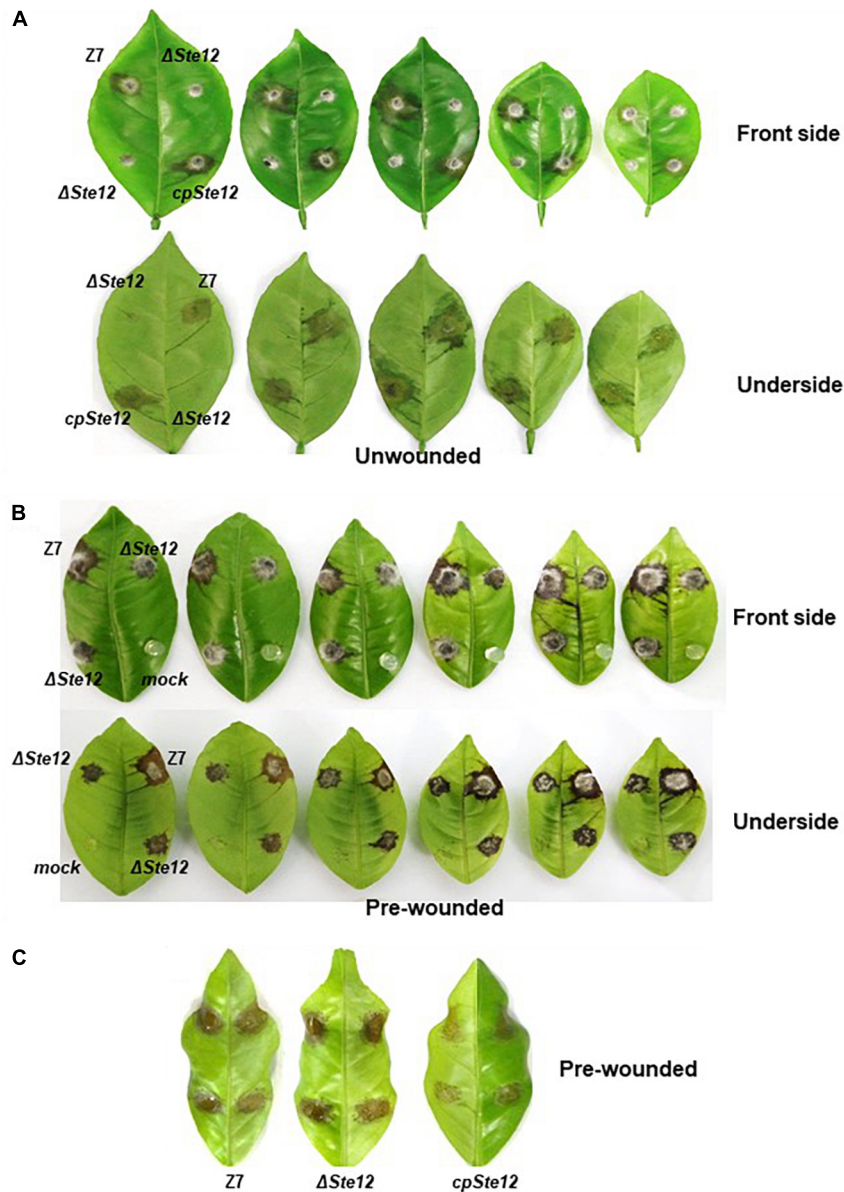 A
Z7 ΔSte12
ΔSte12 cpSte12
Front side
ΔSte12 Z7
cpSte12 ΔSte12
Underside
Unwounded
B
Z7 ΔSte12
ΔSte12 mock
Front side
ΔSte12 Z7
mock ΔSte12
Underside
Pre-wounded
C
Pre-wounded
Z7 ΔSte12 cpSte12